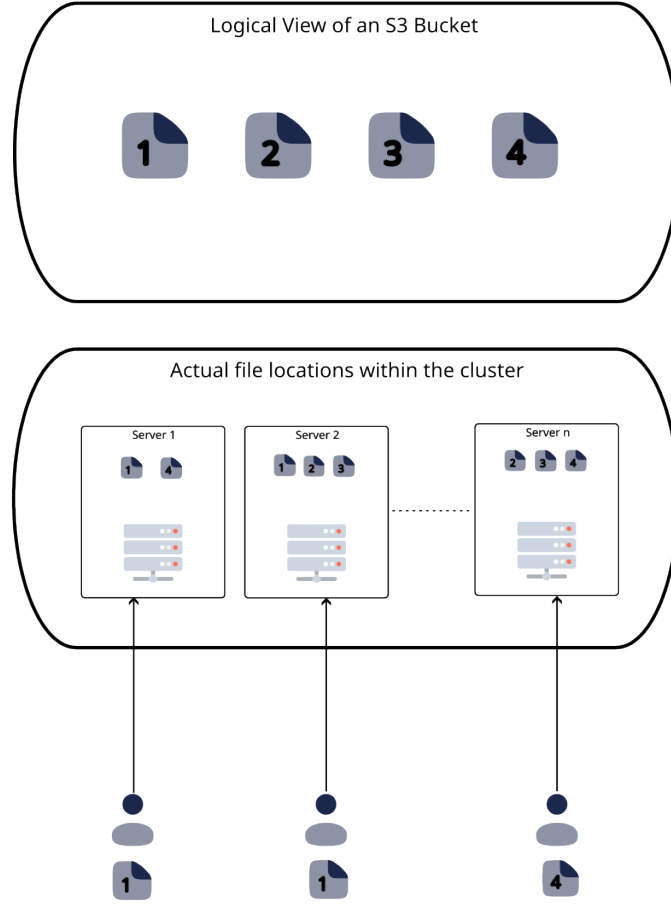 Logical View of an S3 Bucket
1 2 3 4
Actual file locations within the cluster
Server 1 Server 2 Server n
1 4 1 2 3 2 3 4
1 1 4